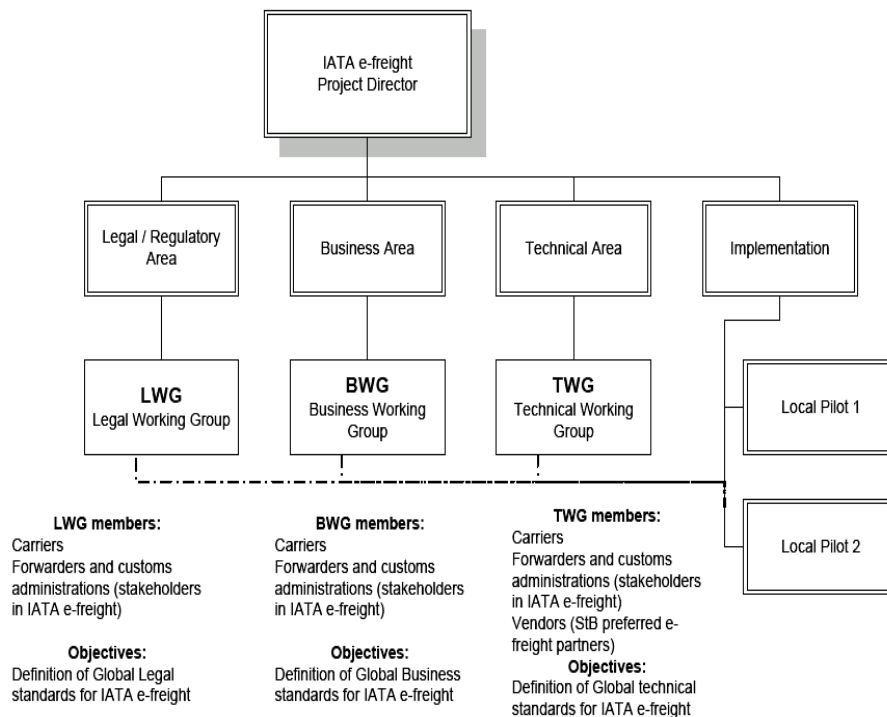 IATA e-freight
Project Director
Legal / Regulatory
Area
Business Area
Technical Area
Implementation
LWG
Legal Working Group
BWG
Business Working
Group
TWG
Technical Working
Group
Local Pilot 1
Local Pilot 2
LWG members:
Carriers
Forwarders and customs
administrations (stakeholders
in IATA e-freight)
Objectives:
Definition of Global Legal
standards for IATA e-freight
BWG members:
Carriers
Forwarders and customs
administrations (stakeholders
in IATA e-freight)
Objectives:
Definition of Global Business
standards for IATA e-freight
TWG members:
Carriers
Forwarders and customs
administrations (stakeholders
in IATA e-freight)
Vendors (StB preferred e-
freight partners)
Objectives:
Definition of Global technical
standards for IATA e-freight